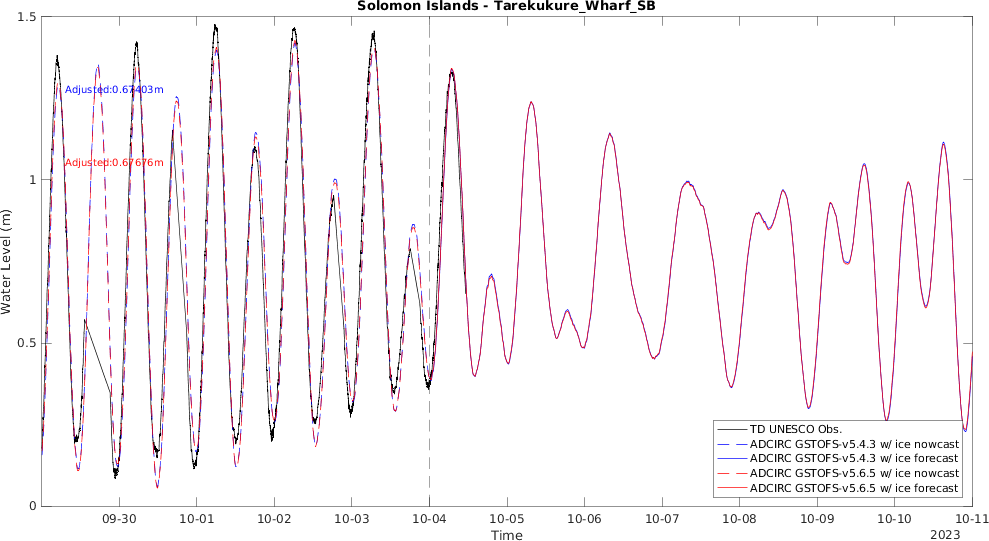 Solomon Islands - Tarekukure_Wharf_SB
1.5
Adjusted:0.67403m
Adjusted:0.67676m
1
Water Level (m)
0.5
TD UNESCO Obs.
ADCIRC GSTOFS-v5.4.3 w/ ice nowcast
ADCIRC GSTOFS-v5.4.3 w/ ice forecast
ADCIRC GSTOFS-v5.6.5 w/ ice nowcast
ADCIRC GSTOFS-v5.6.5 w/ ice forecast
0
09-30 10-01 10-02 10-03 10-04 10-05 10-06 10-07 10-08 10-09 10-10 10-11
Time
2023